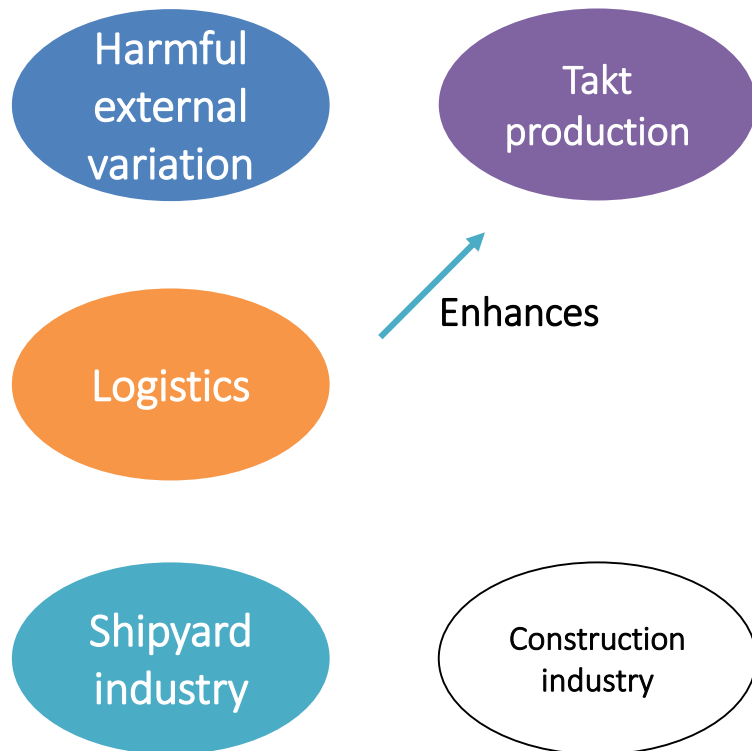 Harmful
external
variation
Takt
production
Enhances
Logistics
Shipyard
industry
Construction
industry